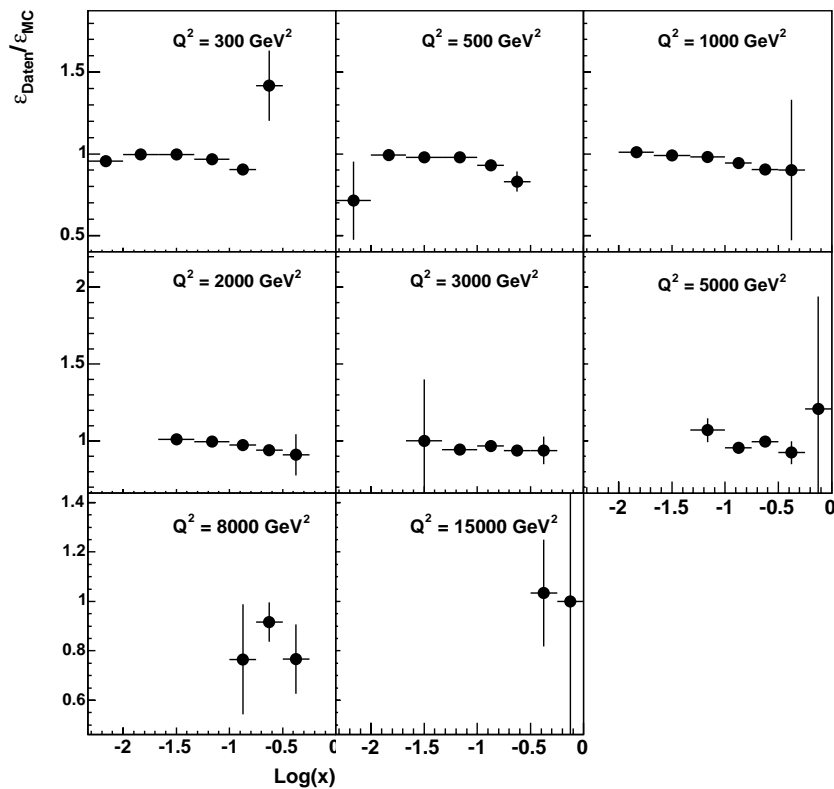 ε_Daten/ε_MC
Q² = 300 GeV² Q² = 500 GeV² Q² = 1000 GeV²
1.5
1
0.5
Q² = 2000 GeV² Q² = 3000 GeV² Q² = 5000 GeV²
2
1.5
1
-2 -1.5 -1 -0.5 0
1.4
Q² = 8000 GeV² Q² = 15000 GeV²
1.2
1
0.8
0.6
-2 -1.5 -1 -0.5 0 -2 -1.5 -1 -0.5 0
Log(x)